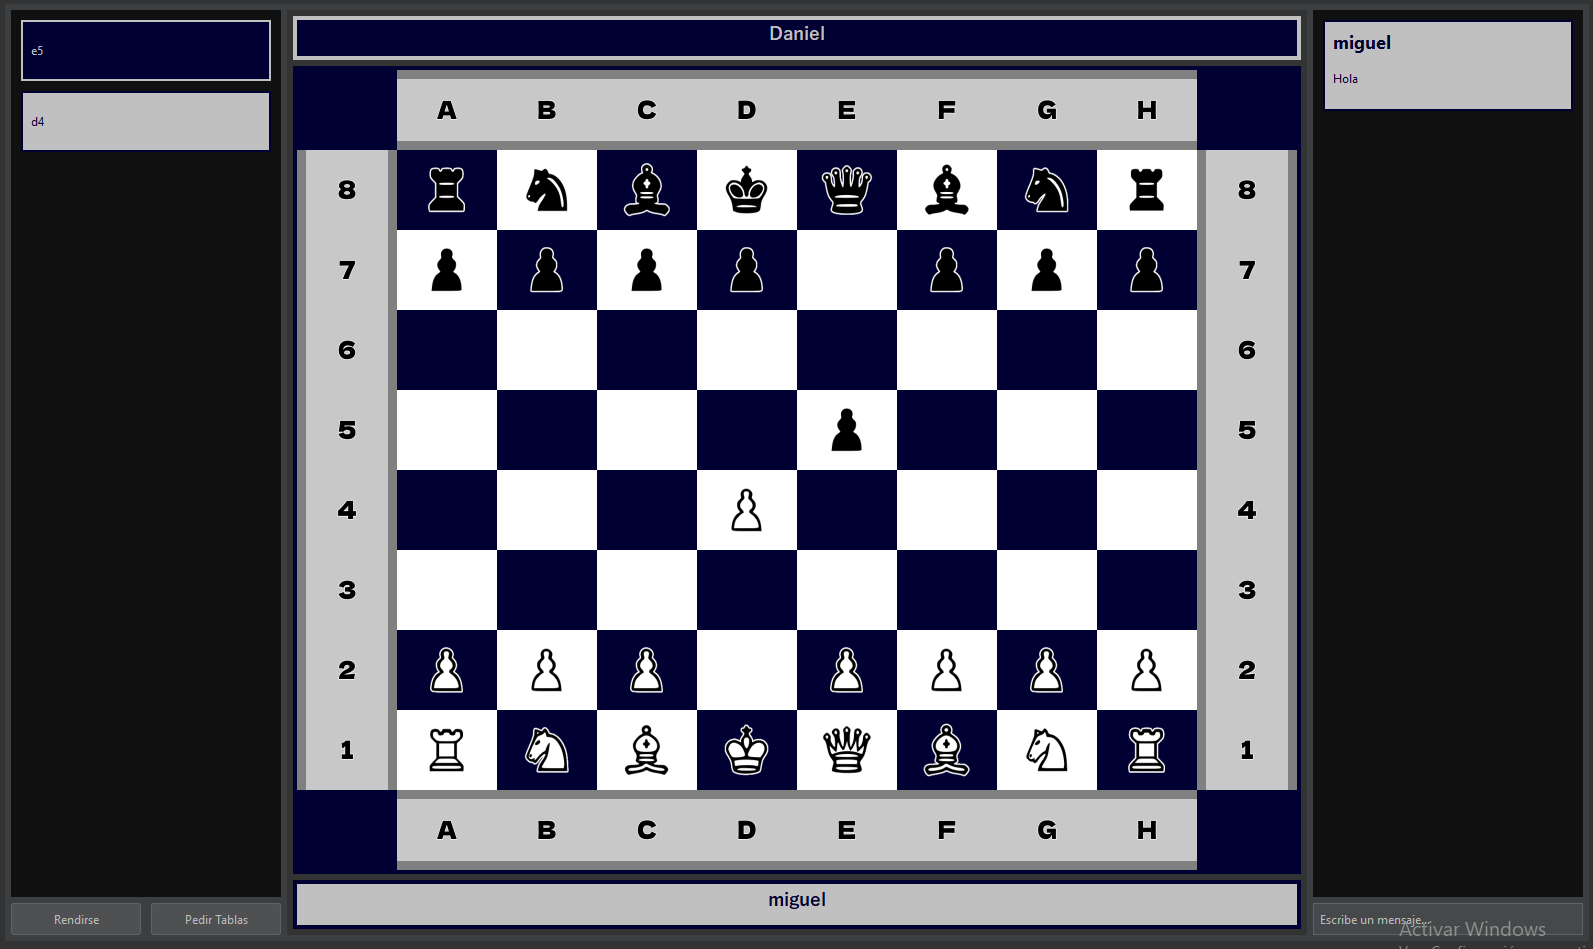 e5
d4
Daniel
A B C D E F G H
8 8
7 7
6 6
5 5
4 4
3 3
2 2
1 1
A B C D E F G H
miguel
Rendirse
Pedir Tablas
miguel
Hola
Escribe un mensaje...
Activar Windows